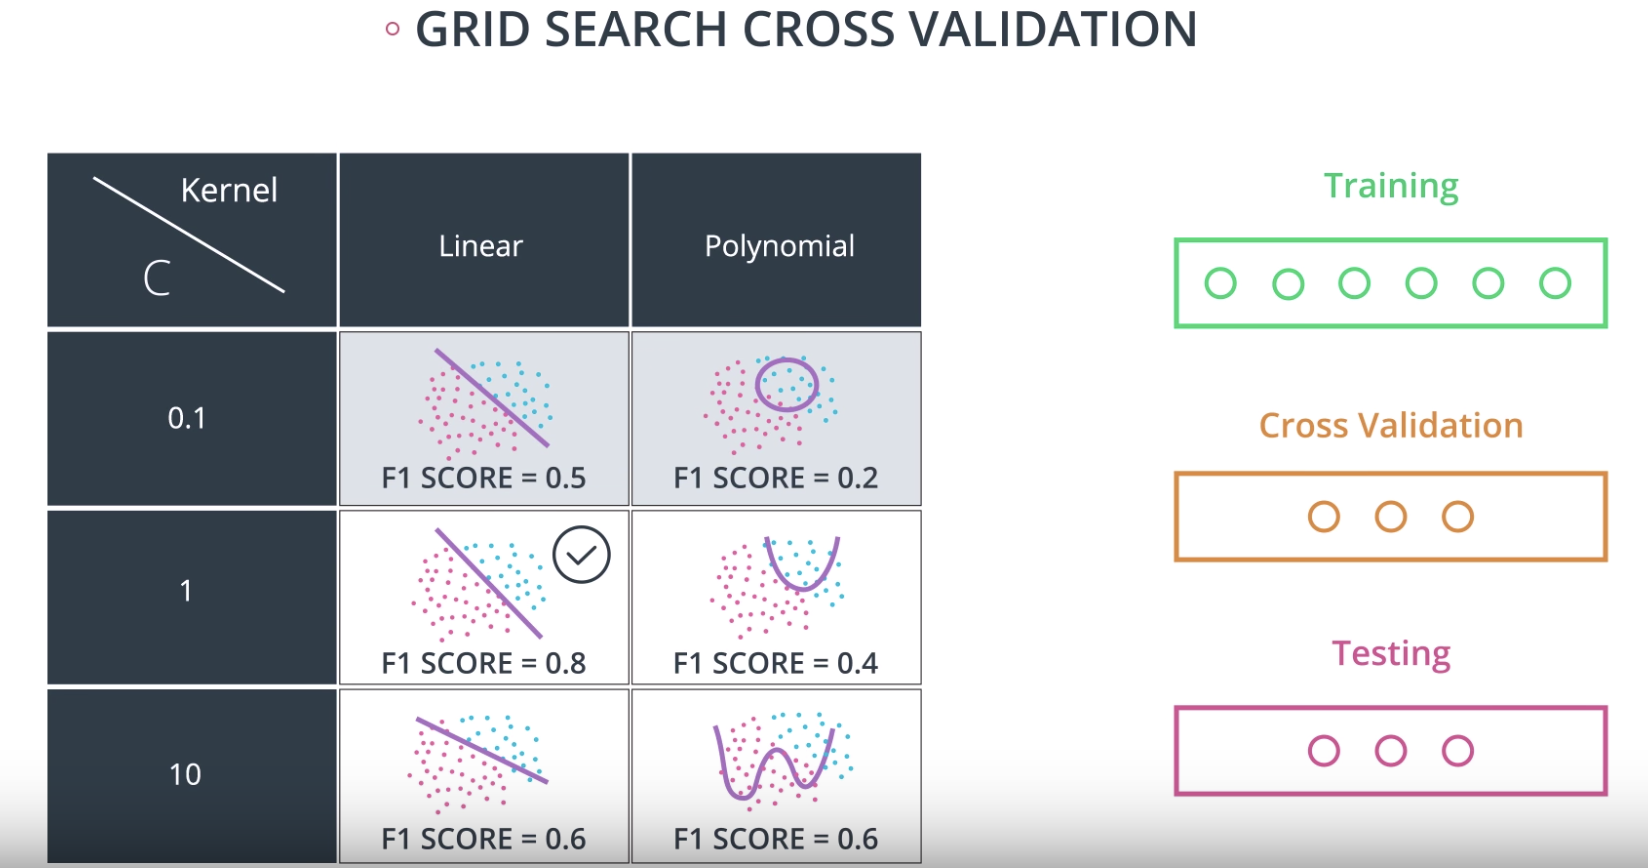 GRID SEARCH CROSS VALIDATION
Kernel
C
Linear
Polynomial
0.1
F1 SCORE = 0.5
F1 SCORE = 0.2
1
F1 SCORE = 0.8
F1 SCORE = 0.4
10
F1 SCORE = 0.6
F1 SCORE = 0.6
Training
Cross Validation
Testing